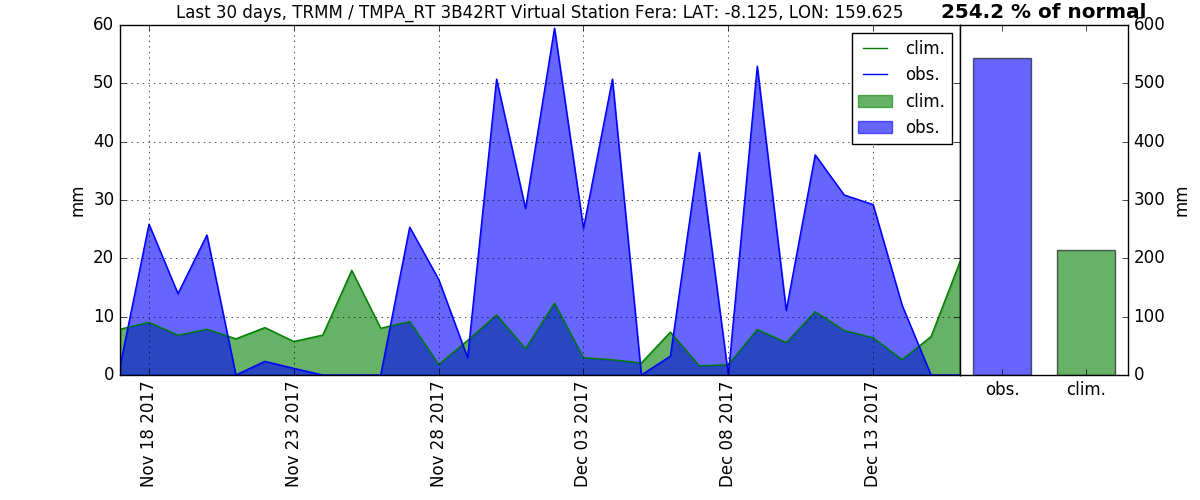 Last 30 days, TRMM / TMPA_RT 3B42RT Virtual Station Fera: LAT: -8.125, LON: 159.625
254.2 % of normal
60
50
40
30
20
10
0
mm
clim.
obs.
clim.
obs.
Nov 18 2017
Nov 23 2017
Nov 28 2017
Dec 03 2017
Dec 08 2017
Dec 13 2017
600
500
400
300
200
100
0
mm
obs.
clim.